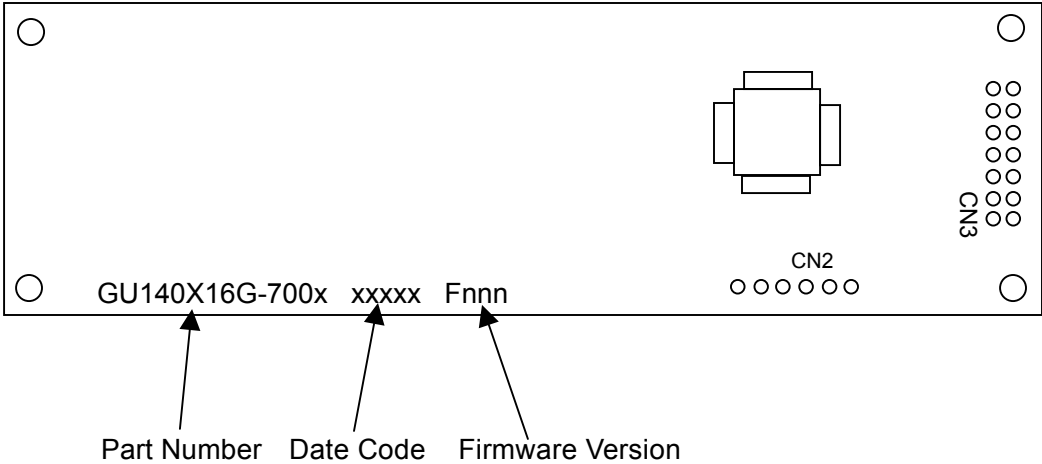 CN3
CN2
GU140X16G-700x xxxxx Fnnn
Part Number Date Code Firmware Version